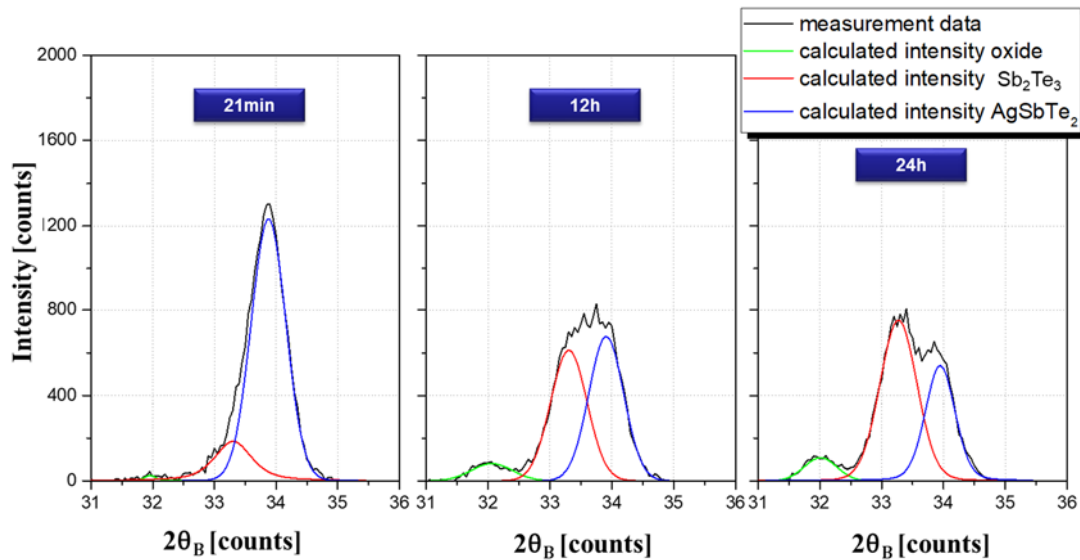 measurement data
calculated intensity oxide
calculated intensity Sb₂Te₃
calculated intensity AgSbTe₂
21min
12h
24h
2000
1600
1200
800
400
0
Intensity [counts]
31 32 33 34 35 36
31 32 33 34 35 36
31 32 33 34 35 36
2θB [counts]
2θB [counts]
2θB [counts]